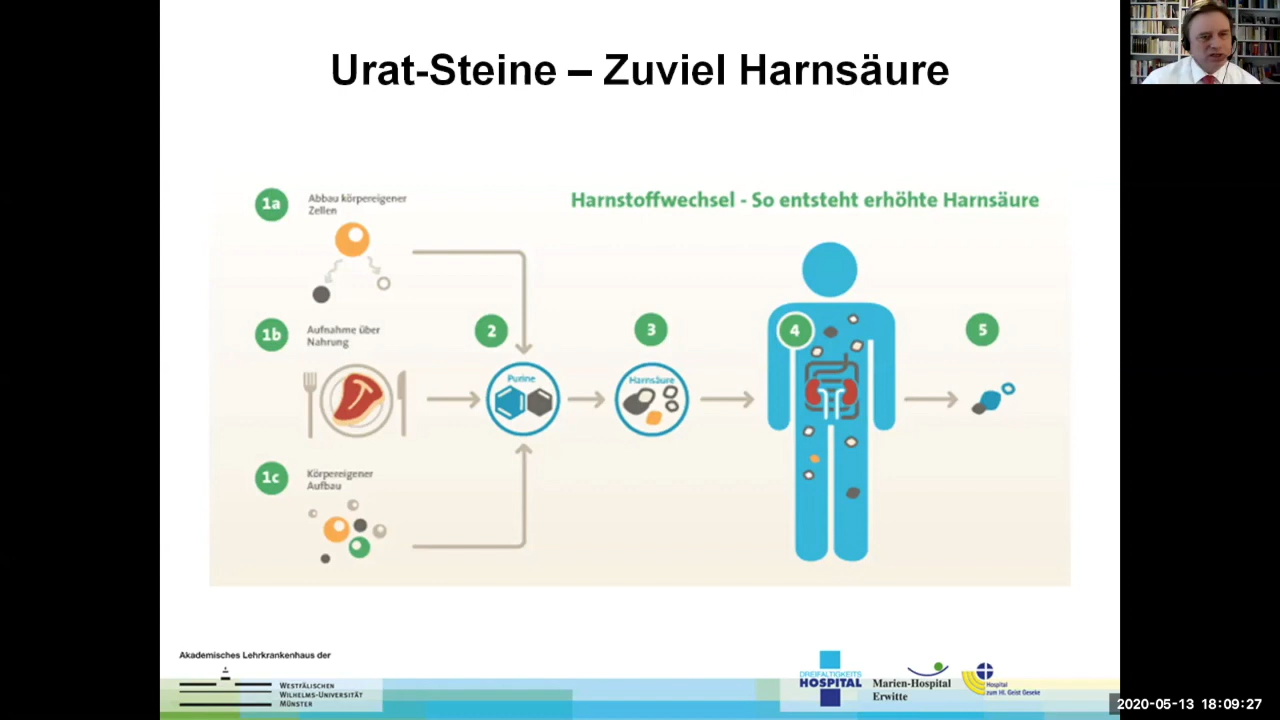 Urat-Steine – Zuviel Harnsäure
Harnstoffwechsel - So entsteht erhöhte Harnsäure
1a
Abbau körpereigener
Zellen
1b
Aufnahme über
Nahrung
2
Purine
3
Harnsäure
4
5
1c
Körpereigener
Aufbau
Akademisches Lehrkrankenhaus der
WESTFÄLISCHEN
WILHELMS-UNIVERSITÄT
MÜNSTER
DREIFALTIGKEITS
HOSPITAL
Marien-Hospital
Erwitte
Hospital
zum Hl. Geist Geseke
2020-05-13 18:09:27